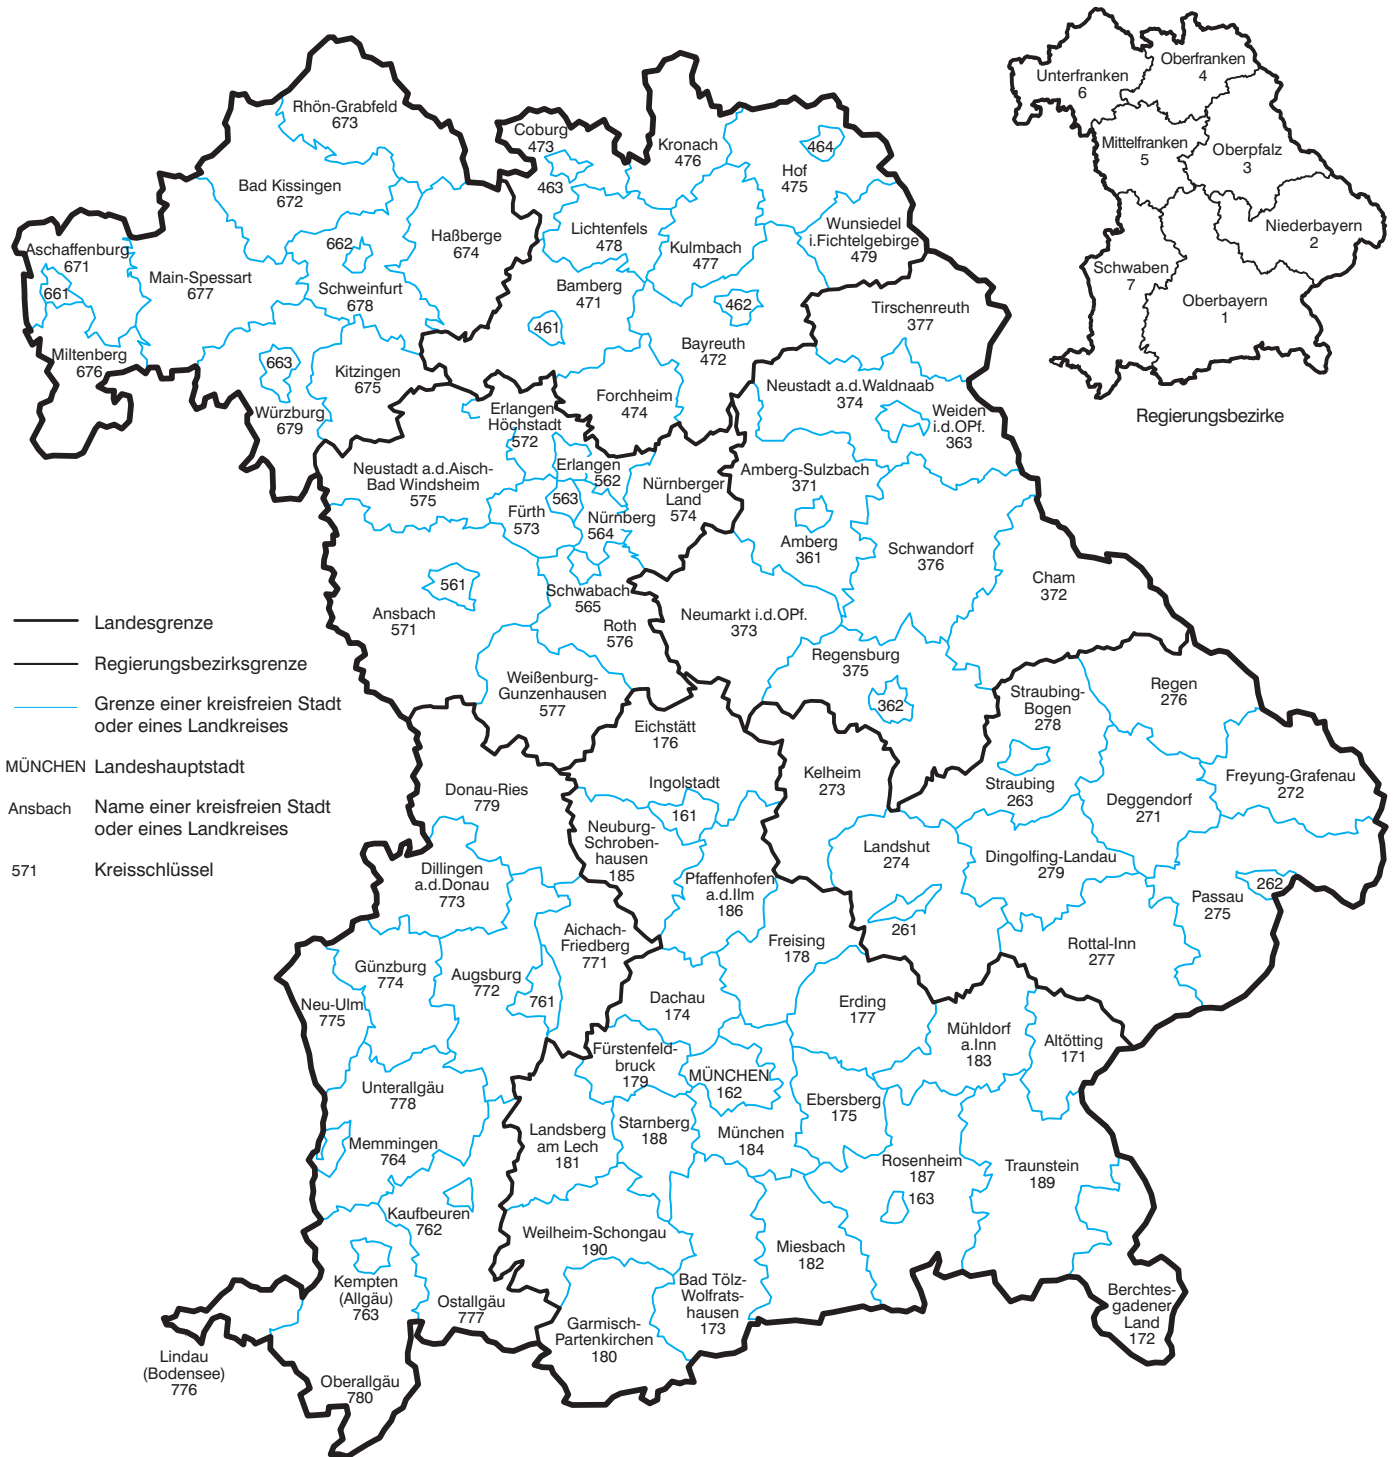 Unterfranken
6
Oberfranken
4
Mittelfranken
5
Oberpfalz
3
Niederbayern
2
Schwaben
7
Oberbayern
1
Regierungsbezirke
Rhön-Grabfeld
673
Bad Kissingen
672
Haßberge
674
Aschaffenburg
671
661
Main-Spessart
677
662
Schweinfurt
678
Miltenberg
676
663
Würzburg
679
Kitzingen
675
Coburg
473
463
Kronach
476
464
Hof
475
Lichtenfels
478
Kulmbach
477
Wunsiedel
i.Fichtelgebirge
479
Bamberg
471
461
462
Bayreuth
472
Forchheim
474
Tirschenreuth
377
Neustadt a.d.Waldnaab
374
Weiden
i.d.OPf.
363
Erlangen
Höchstadt
572
Erlangen
562
Neustadt a.d.Aisch-
Bad Windsheim
575
Fürth
573
563
Nürnberg
564
Nürnberger
Land
574
Amberg-Sulzbach
371
Amberg
361
Schwandorf
376
Cham
372
561
Ansbach
571
Schwabach
565
Roth
576
Neumarkt i.d.OPf.
373
Weißenburg-
Gunzenhausen
577
Regensburg
375
362
Landesgrenze
Regierungsbezirksgrenze
Grenze einer kreisfreien Stadt
oder eines Landkreises
MÜNCHEN Landeshauptstadt
Ansbach Name einer kreisfreien Stadt
oder eines Landkreises
571 Kreisschlüssel
Straubing-
Bogen
278
Straubing
263
Regen
276
Deggendorf
271
Freyung-Grafenau
272
Eichstätt
176
Ingolstadt
161
Kelheim
273
Donau-Ries
779
Neuburg-
Schroben-
hausen
185
Pfaffenhofen
a.d.Ilm
186
Landshut
274
261
Dingolfing-Landau
279
Passau
275
262
Rottal-Inn
277
Dillingen
a.d.Donau
773
Aichach-
Friedberg
771
Günzburg
774
Augsburg
772
761
Neu-Ulm
775
Freising
178
Dachau
174
Erding
177
Mühldorf
a.Inn
183
Altötting
171
Fürstenfeld-
bruck
179
MÜNCHEN
162
Ebersberg
175
Unterallgäu
778
Memmingen
764
Landsberg
am Lech
181
Starnberg
188
München
184
Rosenheim
187
163
Traunstein
189
Kaufbeuren
762
Weilheim-Schongau
190
Miesbach
182
Bad Tölz-
Wolfrats-
hausen
173
Berchtes-
gadener
Land
172
Kempten
(Allgäu)
763
Ostallgäu
777
Garmisch-
Partenkirchen
180
Lindau
(Bodensee)
776
Oberallgäu
780